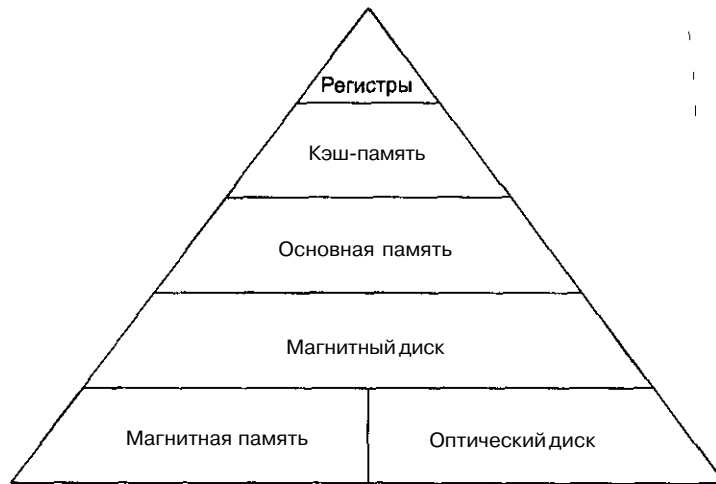 Регистры
Кэш-память
Основная память
Магнитный диск
Магнитная память
Оптический диск